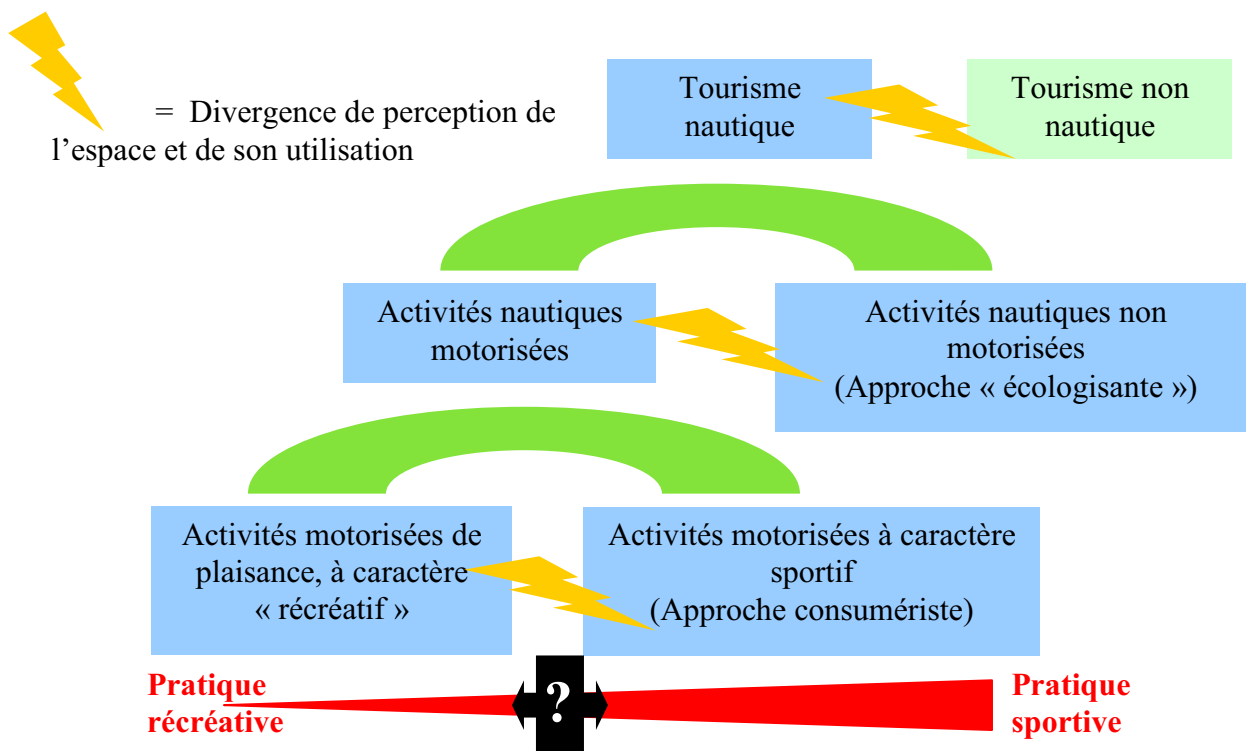 = Divergence de perception de
l’espace et de son utilisation
Tourisme
nautique
Tourisme non
nautique
Activités nautiques
motorisées
Activités nautiques non
motorisées
(Approche « écologisante »)
Activités motorisées de
plaisance, à caractère
« récréatif »
Activités motorisées à caractère
sportif
(Approche consumériste)
Pratique
récréative
?
Pratique
sportive